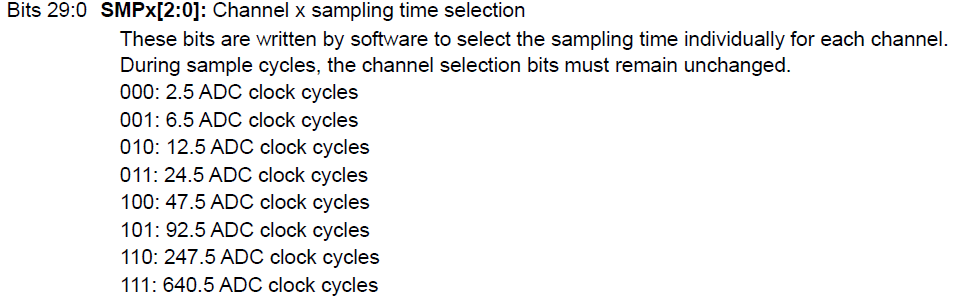 Bits 29:0 SMPx[2:0]: Channel x sampling time selection
These bits are written by software to select the sampling time individually for each channel.
During sample cycles, the channel selection bits must remain unchanged.
000: 2.5 ADC clock cycles
001: 6.5 ADC clock cycles
010: 12.5 ADC clock cycles
011: 24.5 ADC clock cycles
100: 47.5 ADC clock cycles
101: 92.5 ADC clock cycles
110: 247.5 ADC clock cycles
111: 640.5 ADC clock cycles